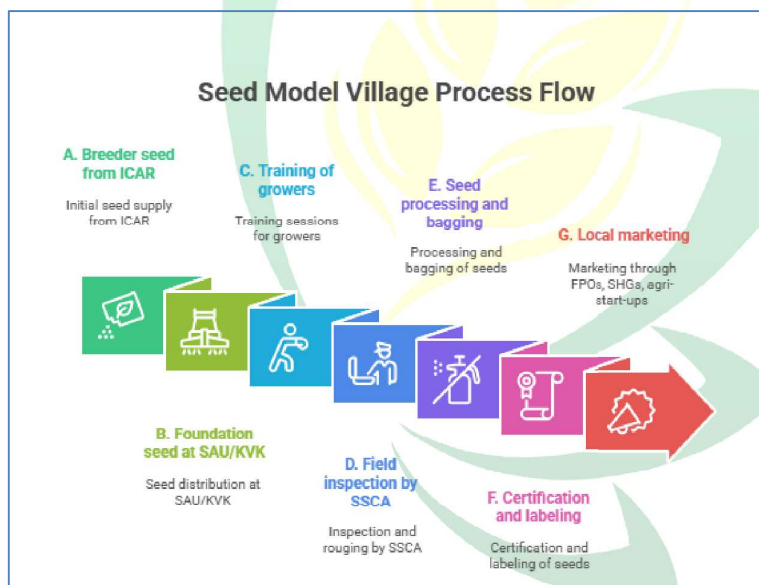 Seed Model Village Process Flow
A. Breeder seed
from ICAR
Initial seed supply
from ICAR
C. Training of
growers
Training sessions
for growers
E. Seed
processing and
bagging
Processing and
bagging of seeds
G. Local marketing
Marketing through
FPOs, SHGs, agri-
start-ups
B. Foundation
seed at SAU/KVK
Seed distribution at
SAU/KVK
D. Field
inspection by
SSCA
Inspection and
rouging by SSCA
F. Certification
and labeling
Certification and
labeling of seeds